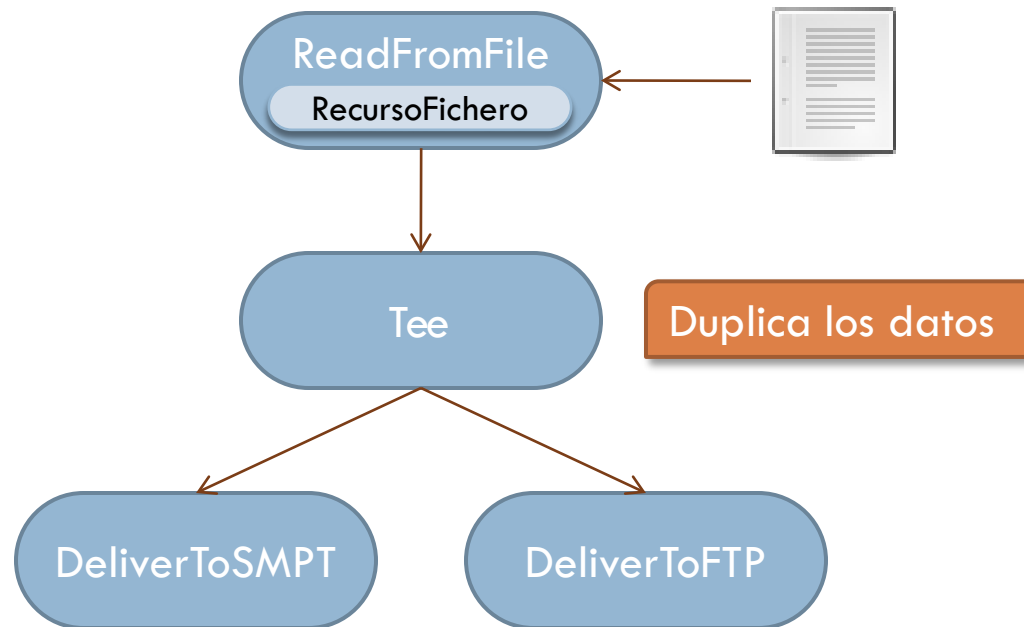 ReadFromFile
RecursoFichero
Tee
Duplica los datos
DeliverToSMPT
DeliverToFTP